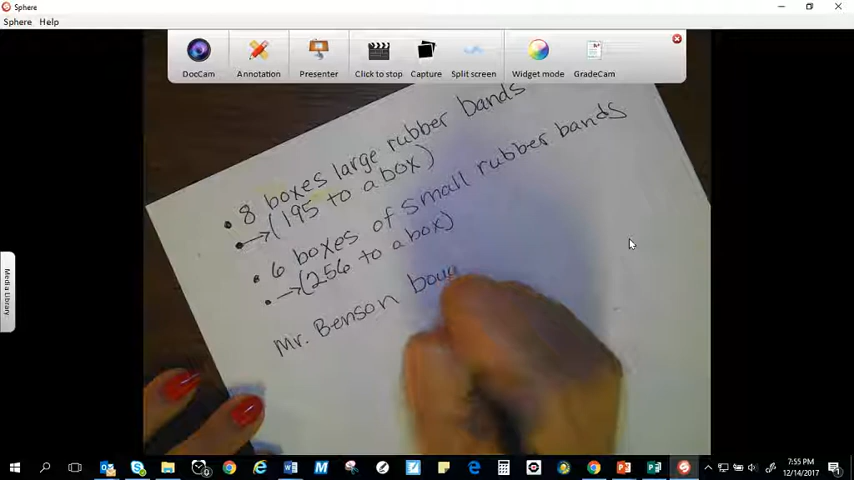 Sphere
Sphere Help
DocCam Annotation Presenter Click to stop Capture Split screen Widget mode GradeCam
• 8 boxes large rubber bands
• → (195 to a box)
• 6 boxes of small rubber bands
• → (256 to a box)
Mr. Benson boug
Media Library
7:55 PM
12/14/2017